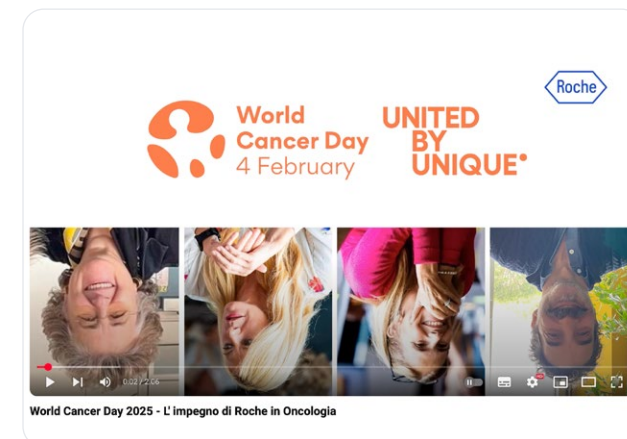 Roche
World
Cancer Day
4 February
UNITED
BY
UNIQUE
0:02 / 2:06
World Cancer Day 2025 - L' impegno di Roche in Oncologia